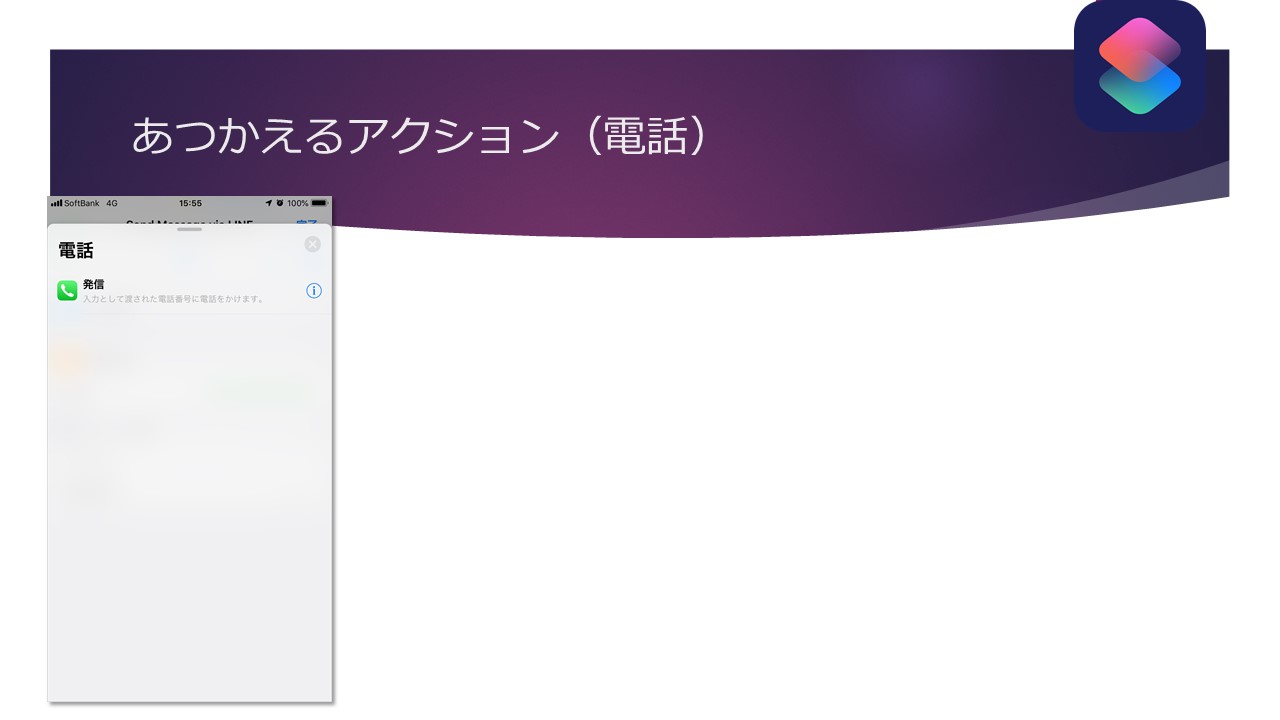 あつかえるアクション（電話）
SoftBank 4G 15:55 100%
電話
発信
入力として渡された電話番号に電話をかけます。